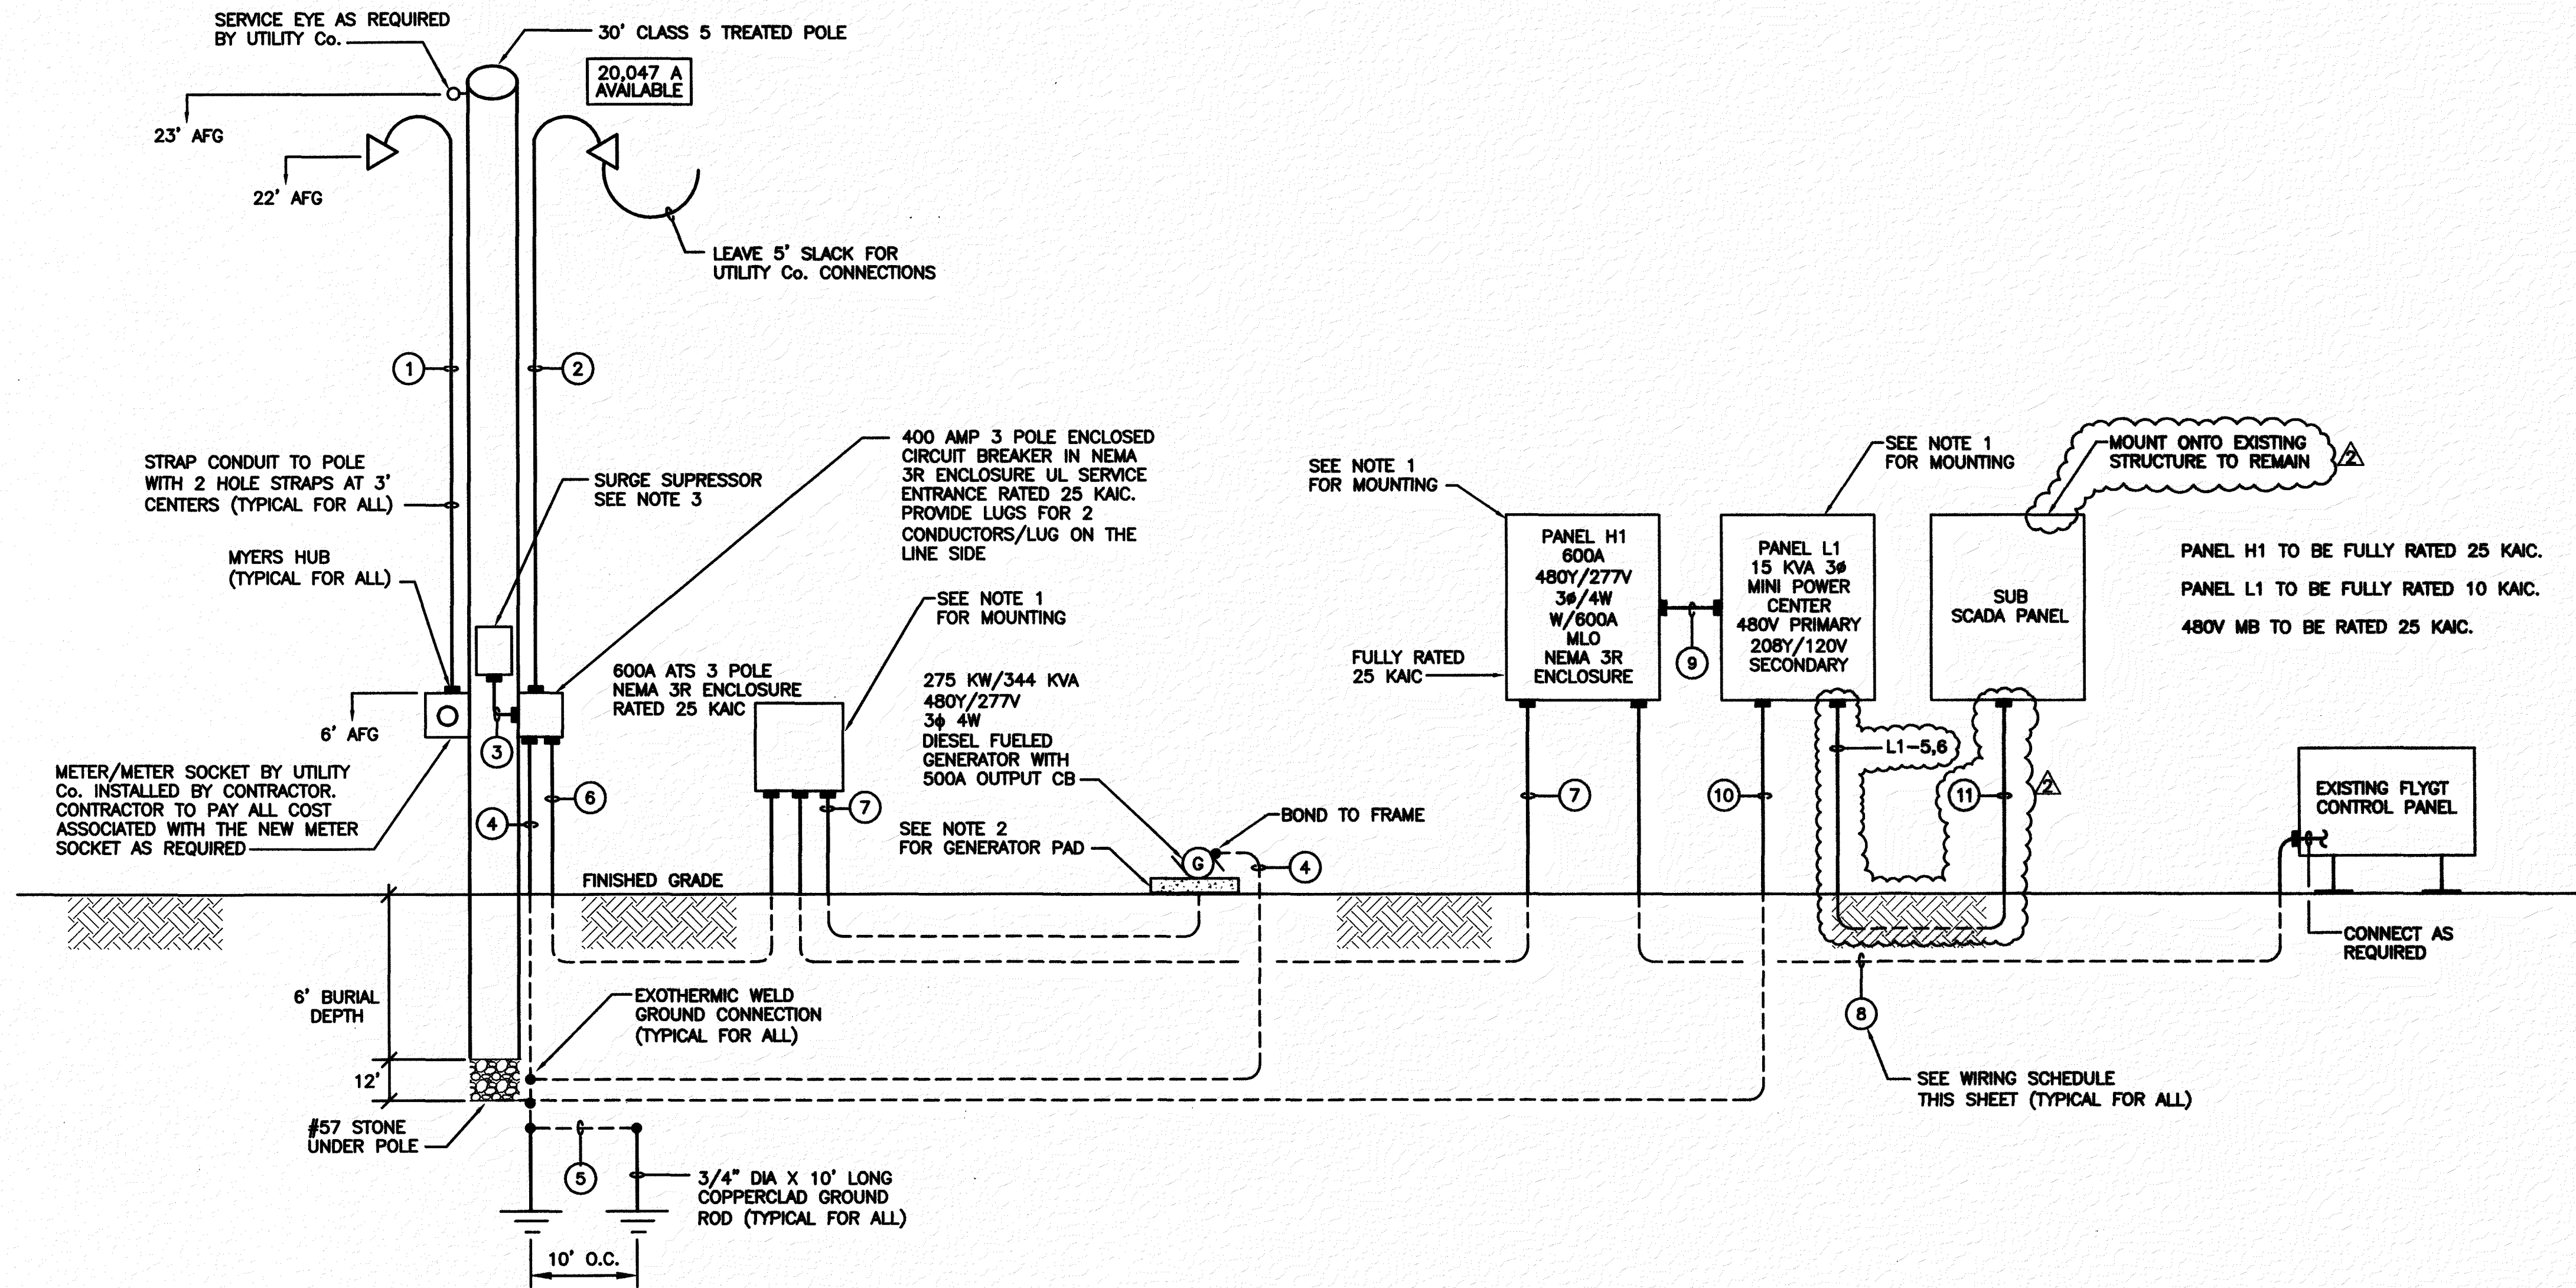 SERVICE EYE AS REQUIRED
BY UTILITY Co.
30' CLASS 5 TREATED POLE
20,047 A
AVAILABLE
23' AFG
22' AFG
LEAVE 5' SLACK FOR
UTILITY Co. CONNECTIONS
1
2
STRAP CONDUIT TO POLE
WITH 2 HOLE STRAPS AT 3'
CENTERS (TYPICAL FOR ALL)
SURGE SUPRESSOR
SEE NOTE 3
400 AMP 3 POLE ENCLOSED
CIRCUIT BREAKER IN NEMA
3R ENCLOSURE UL SERVICE
ENTRANCE RATED 25 KAIC.
PROVIDE LUGS FOR 2
CONDUCTORS/LUG ON THE
LINE SIDE
MYERS HUB
(TYPICAL FOR ALL)
SEE NOTE 1
FOR MOUNTING
600A ATS 3 POLE
NEMA 3R ENCLOSURE
RATED 25 KAIC
275 KW/344 KVA
480Y/277V
3ϕ 4W
DIESEL FUELED
GENERATOR WITH
500A OUTPUT CB
6' AFG
3
METER/METER SOCKET BY UTILITY
Co. INSTALLED BY CONTRACTOR.
CONTRACTOR TO PAY ALL COST
ASSOCIATED WITH THE NEW METER
SOCKET AS REQUIRED
4
6
7
SEE NOTE 2
FOR GENERATOR PAD
G
BOND TO FRAME
4
FINISHED GRADE
SEE NOTE 1
FOR MOUNTING
FULLY RATED
25 KAIC
PANEL H1
600A
480Y/277V
3ø/4W
W/600A
MLO
NEMA 3R
ENCLOSURE
9
SEE NOTE 1
FOR MOUNTING
PANEL L1
15 KVA 3ø
MINI POWER
CENTER
480V PRIMARY
208Y/120V
SECONDARY
MOUNT ONTO EXISTING
STRUCTURE TO REMAIN
2
SUB
SCADA PANEL
PANEL H1 TO BE FULLY RATED 25 KAIC.
PANEL L1 TO BE FULLY RATED 10 KAIC.
480V MB TO BE RATED 25 KAIC.
7
10
L1-5,6
11
2
EXISTING FLYGT
CONTROL PANEL
CONNECT AS
REQUIRED
8
SEE WIRING SCHEDULE
THIS SHEET (TYPICAL FOR ALL)
6' BURIAL
DEPTH
12'
EXOTHERMIC WELD
GROUND CONNECTION
(TYPICAL FOR ALL)
#57 STONE
UNDER POLE
5
3/4" DIA X 10' LONG
COPPERCLAD GROUND
ROD (TYPICAL FOR ALL)
10' O.C.